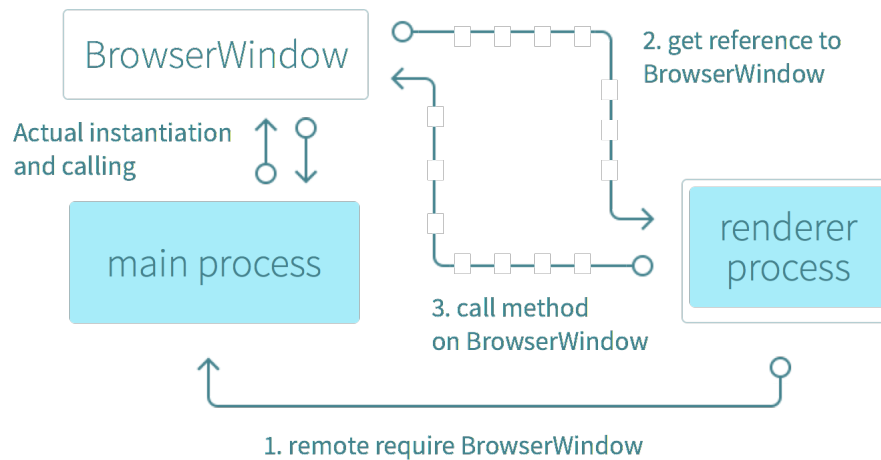 BrowserWindow
2. get reference to
BrowserWindow
Actual instantiation
and calling
main process
renderer
process
3. call method
on BrowserWindow
1. remote require BrowserWindow